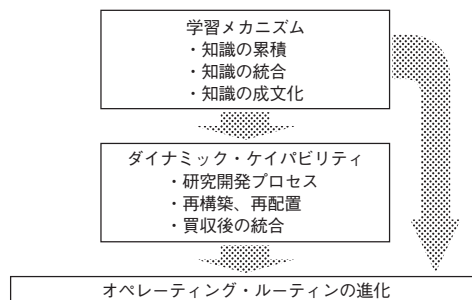 学習メカニズム
・知識の累積
・知識の統合
・知識の成文化
ダイナミック・ケイパビリティ
・研究開発プロセス
・再構築、再配置
・買収後の統合
オペレーティング・ルーティンの進化